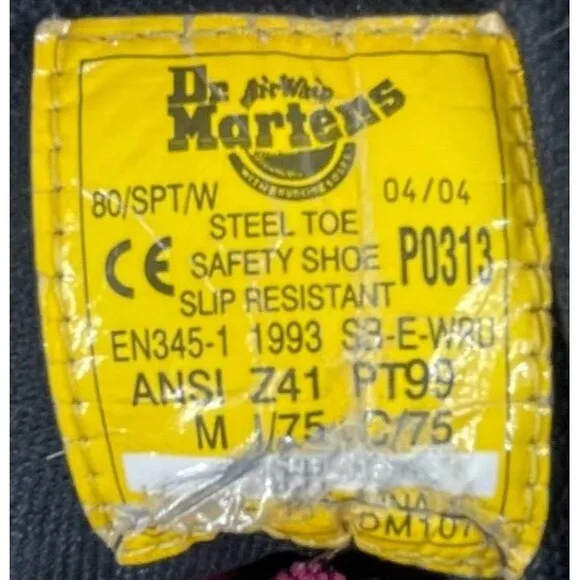 Dr. AirWair
Martens
80/SPT/W 04/04
STEEL TOE
SAFETY SHOE P0313
SLIP RESISTANT
CE
EN345-1 1993 SB-E-WRU
ANSI Z41 PT99
M I/75 C/75
DM107